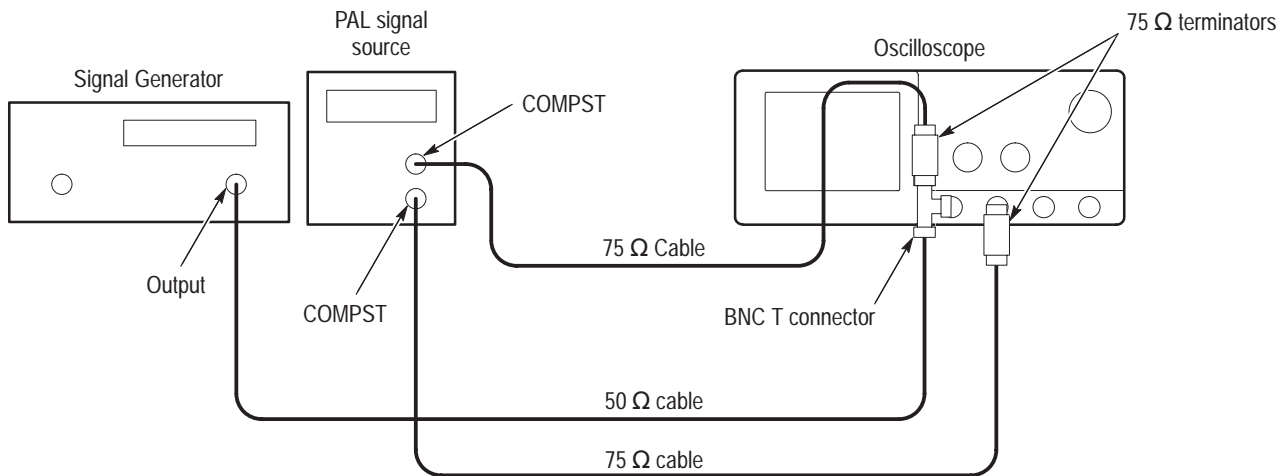 PAL signal
source
75 Ω terminators
Oscilloscope
Signal Generator
COMPST
75 Ω Cable
Output
COMPST
BNC T connector
50 Ω cable
75 Ω cable